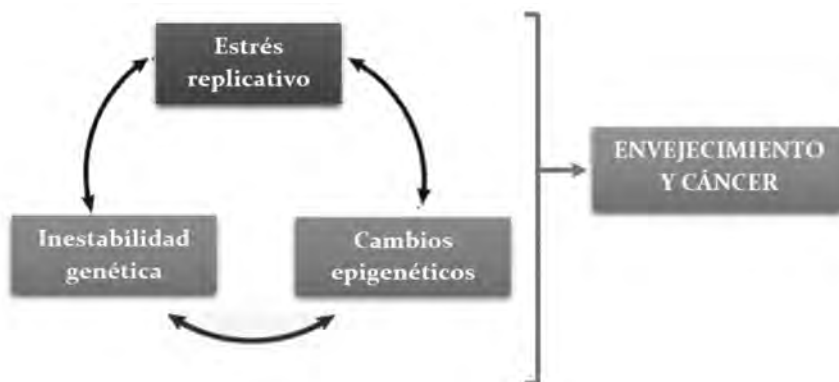 Estrés
replicativo
ENVEJECIMIENTO
Y CÁNCER
Inestabilidad
genética
Cambios
epigenéticos